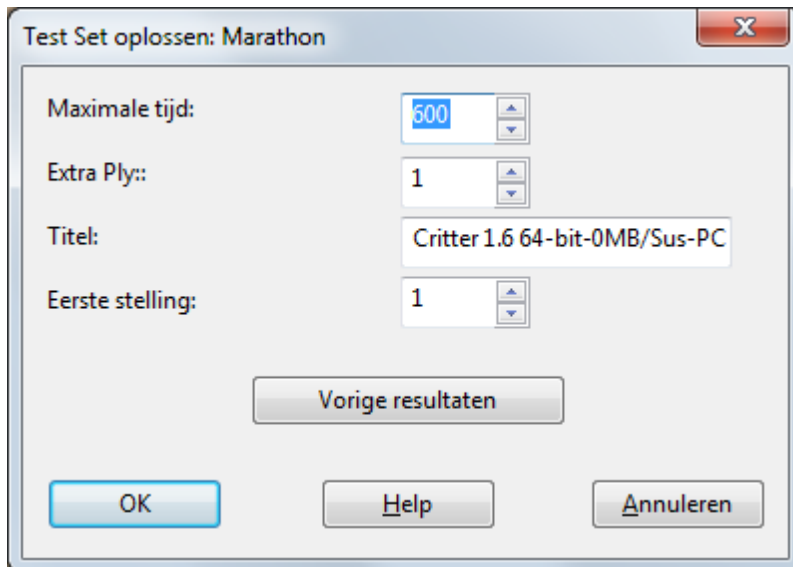 Test Set oplossen: Marathon
Maximale tijd: 600
Extra Ply:: 1
Titel: Critter 1.6 64-bit-0MB/Sus-PC
Eerste stelling: 1
Vorige resultaten
OK Help Annuleren